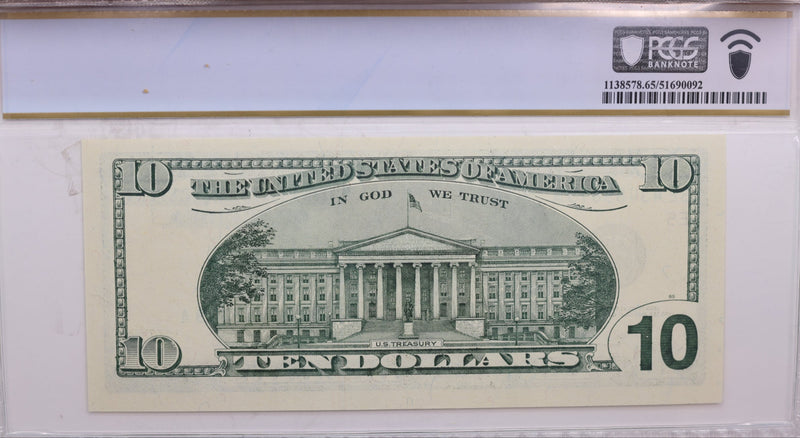 PCGS
BANKNOTE
1138578.65/51690092
10
THE UNITED STATES OF AMERICA
10
IN GOD WE TRUST
U.S. TREASURY
10
TEN DOLLARS
10